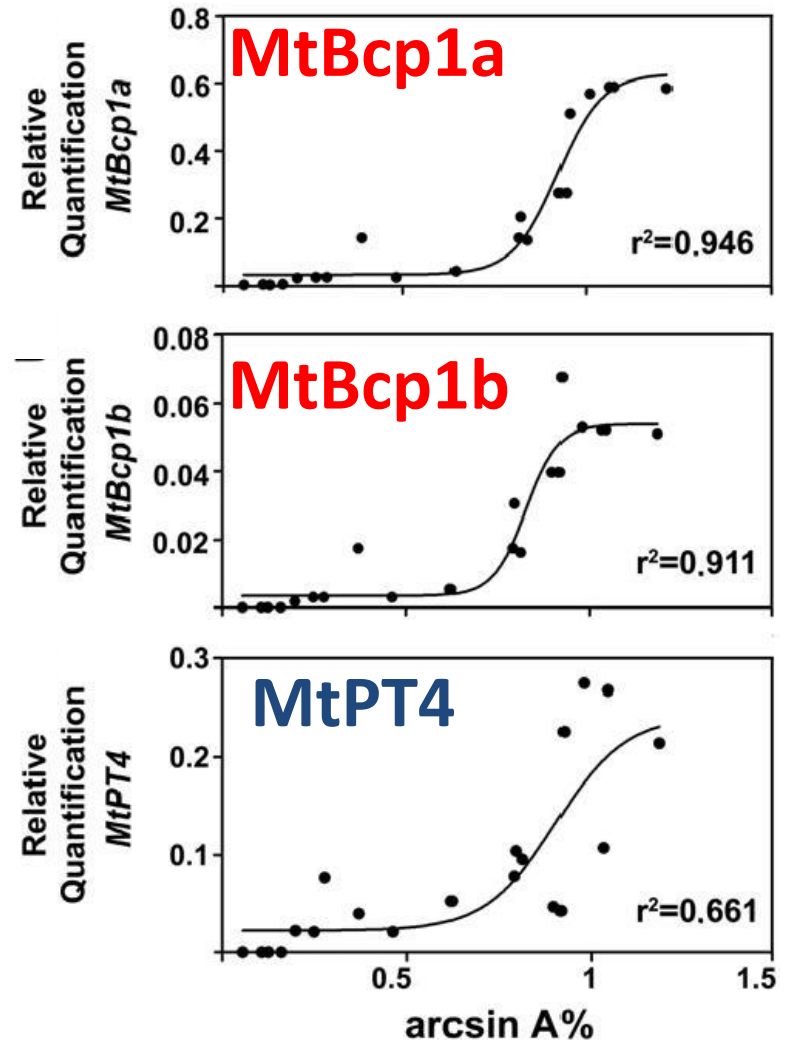 MtBcp1a
Relative
Quantification
MtBcp1a
0.8
0.6
0.4
0.2
r²=0.946
MtBcp1b
Relative
Quantification
MtBcp1b
0.08
0.06
0.04
0.02
r²=0.911
MtPT4
Relative
Quantification
MtPT4
0.3
0.2
0.1
r²=0.661
0.5
1
1.5
arcsin A%